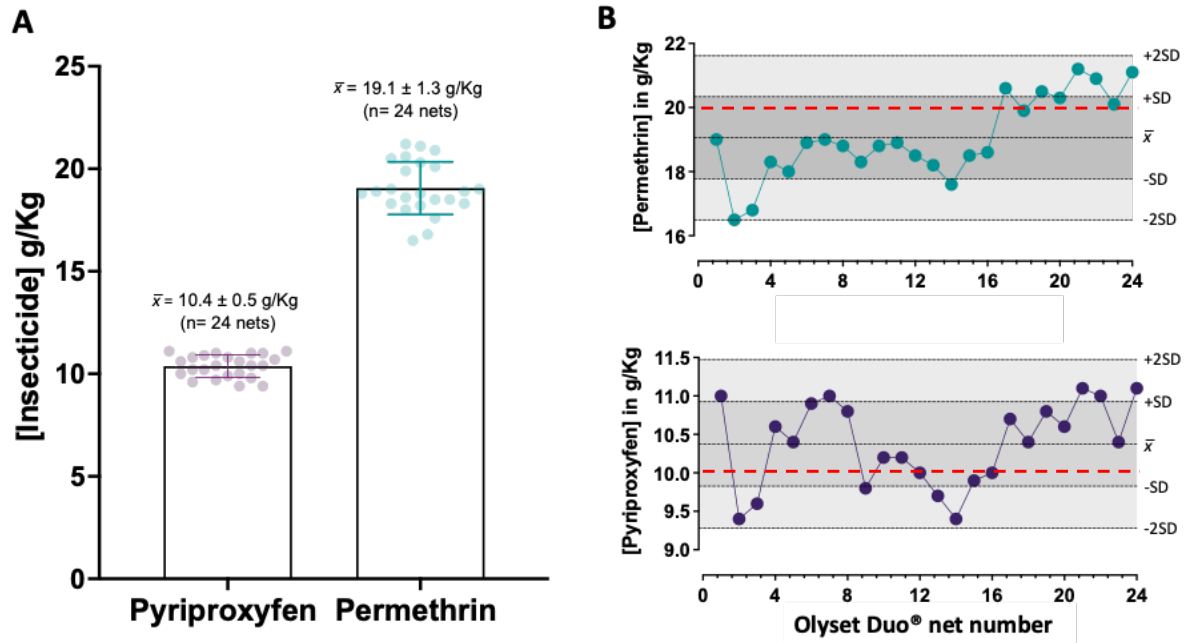 A
[Insecticide] g/Kg
25
20
15
10
5
0
x̄ = 19.1 ± 1.3 g/Kg
(n= 24 nets)
x̄ = 10.4 ± 0.5 g/Kg
(n= 24 nets)
Pyriproxyfen Permethrin
B
[Permethrin] in g/Kg
22
20
18
16
+2SD
+SD
x̄
-SD
-2SD
0 4 8 12 16 20 24
[Pyriproxyfen] in g/Kg
11.5
11.0
10.5
10.0
9.5
9.0
+2SD
+SD
x̄
-SD
-2SD
0 4 8 12 16 20 24
Olyset Duo® net number